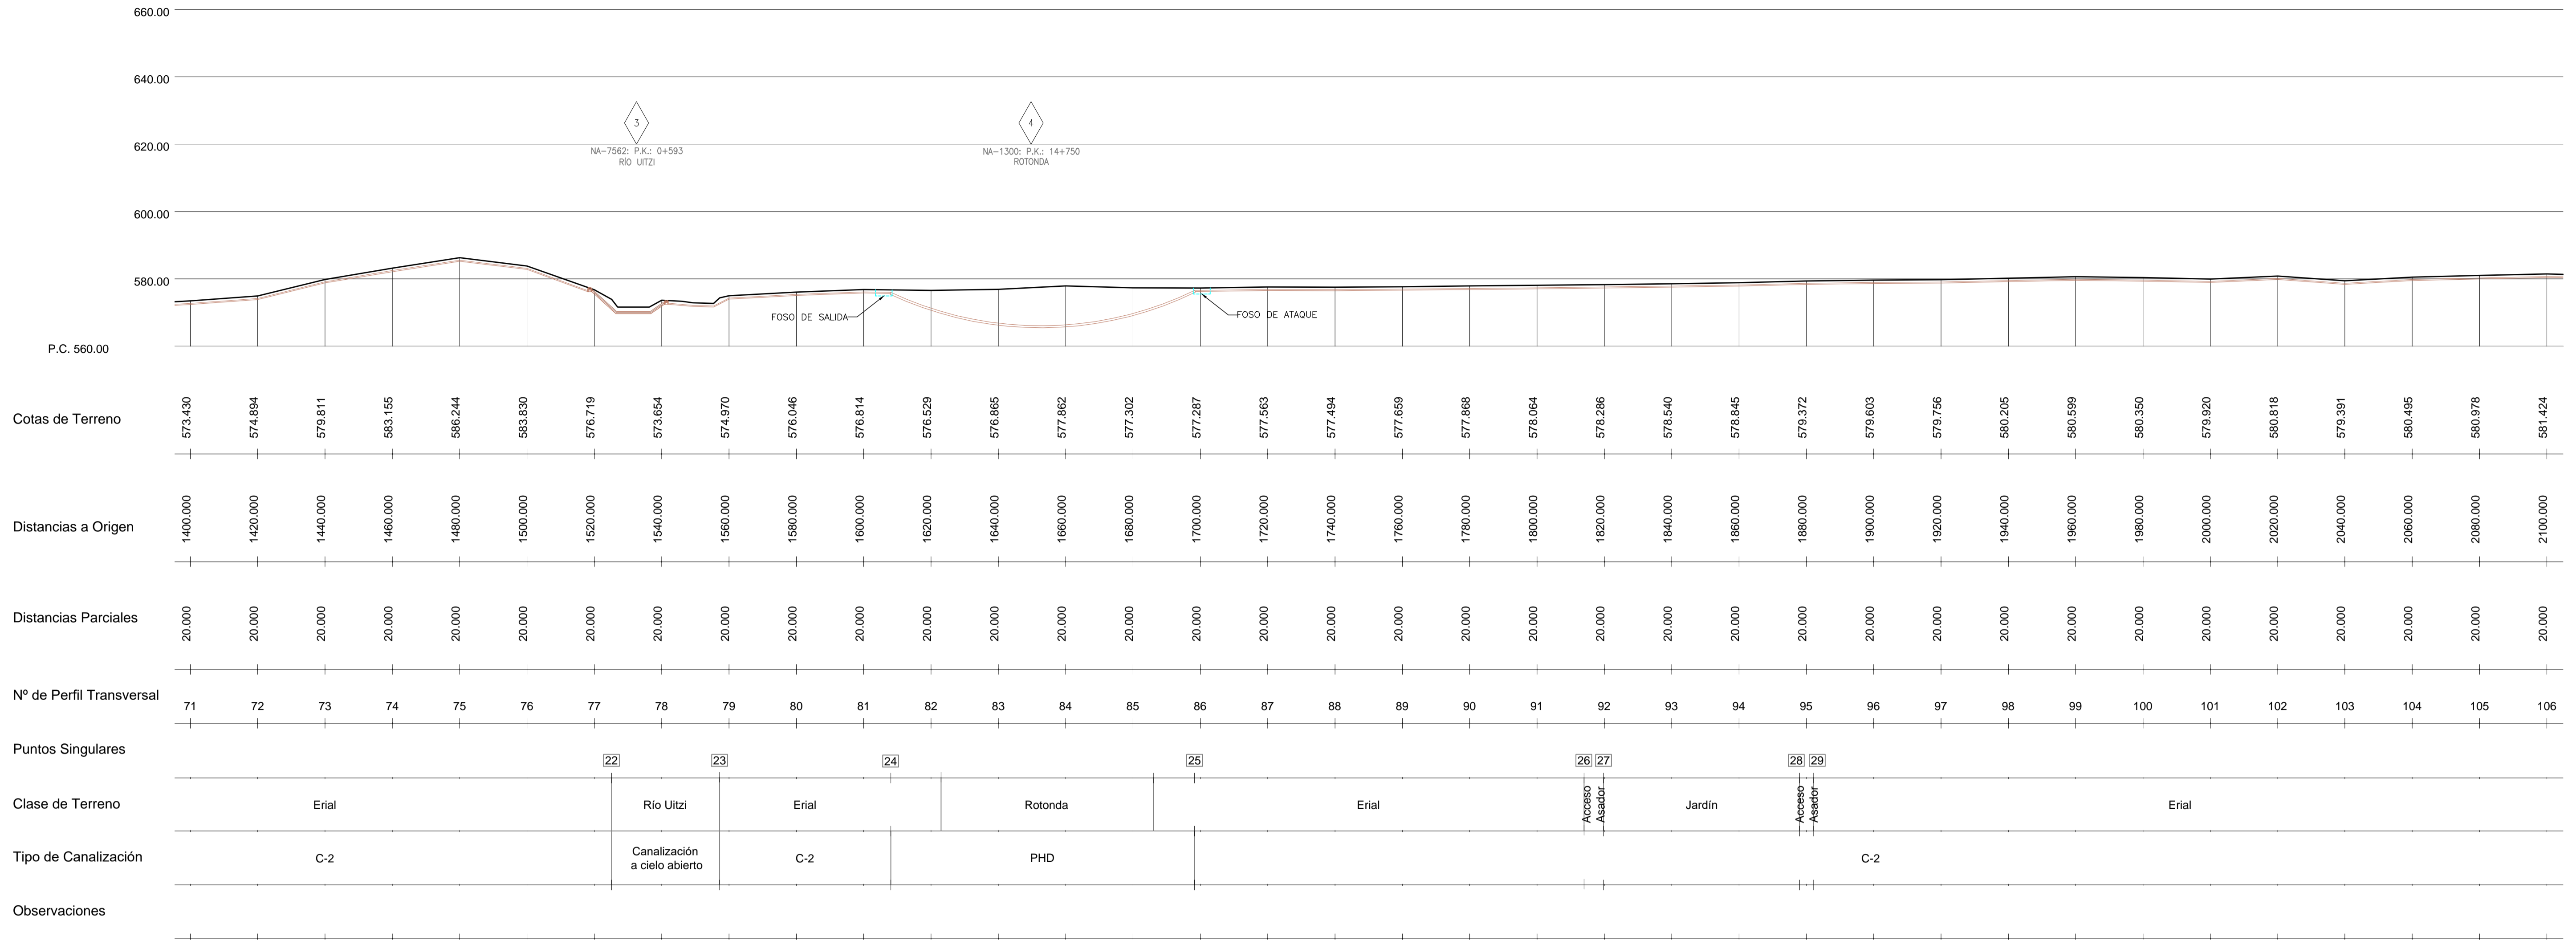 660.00
640.00
620.00
600.00
580.00
P.C. 560.00
3
NA-7562: P.K.: 0+593
RÍO UITZI
4
NA-1300: P.K.: 14+750
ROTONDA
FOSO DE SALIDA
FOSO DE ATAQUE
Cotas de Terreno
573.430 574.894 579.811 583.155 586.244 583.830 576.719 573.654 574.970 576.046 576.814 576.529 576.865 577.862 577.302 577.287 577.563 577.494 577.659 577.868 578.064 578.286 578.540 578.845 579.372 579.603 579.756 580.205 580.599 580.350 579.920 580.818 579.391 580.495 580.978 581.424
Distancias a Origen
1400.000 1420.000 1440.000 1460.000 1480.000 1500.000 1520.000 1540.000 1560.000 1580.000 1600.000 1620.000 1640.000 1660.000 1680.000 1700.000 1720.000 1740.000 1760.000 1780.000 1800.000 1820.000 1840.000 1860.000 1880.000 1900.000 1920.000 1940.000 1960.000 1980.000 2000.000 2020.000 2040.000 2060.000 2080.000 2100.000
Distancias Parciales
20.000 20.000 20.000 20.000 20.000 20.000 20.000 20.000 20.000 20.000 20.000 20.000 20.000 20.000 20.000 20.000 20.000 20.000 20.000 20.000 20.000 20.000 20.000 20.000 20.000 20.000 20.000 20.000 20.000 20.000 20.000 20.000 20.000 20.000 20.000 20.000
Nº de Perfil Transversal
71 72 73 74 75 76 77 78 79 80 81 82 83 84 85 86 87 88 89 90 91 92 93 94 95 96 97 98 99 100 101 102 103 104 105 106
Puntos Singulares
22 23 24 25 26 27 28 29
Clase de Terreno
Erial
Río Uitzi
Erial
Rotonda
Erial
Acceso
Asador
Jardín
Acceso
Asador
Erial
Tipo de Canalización
C-2
Canalización
a cielo abierto
C-2
PHD
C-2
Observaciones